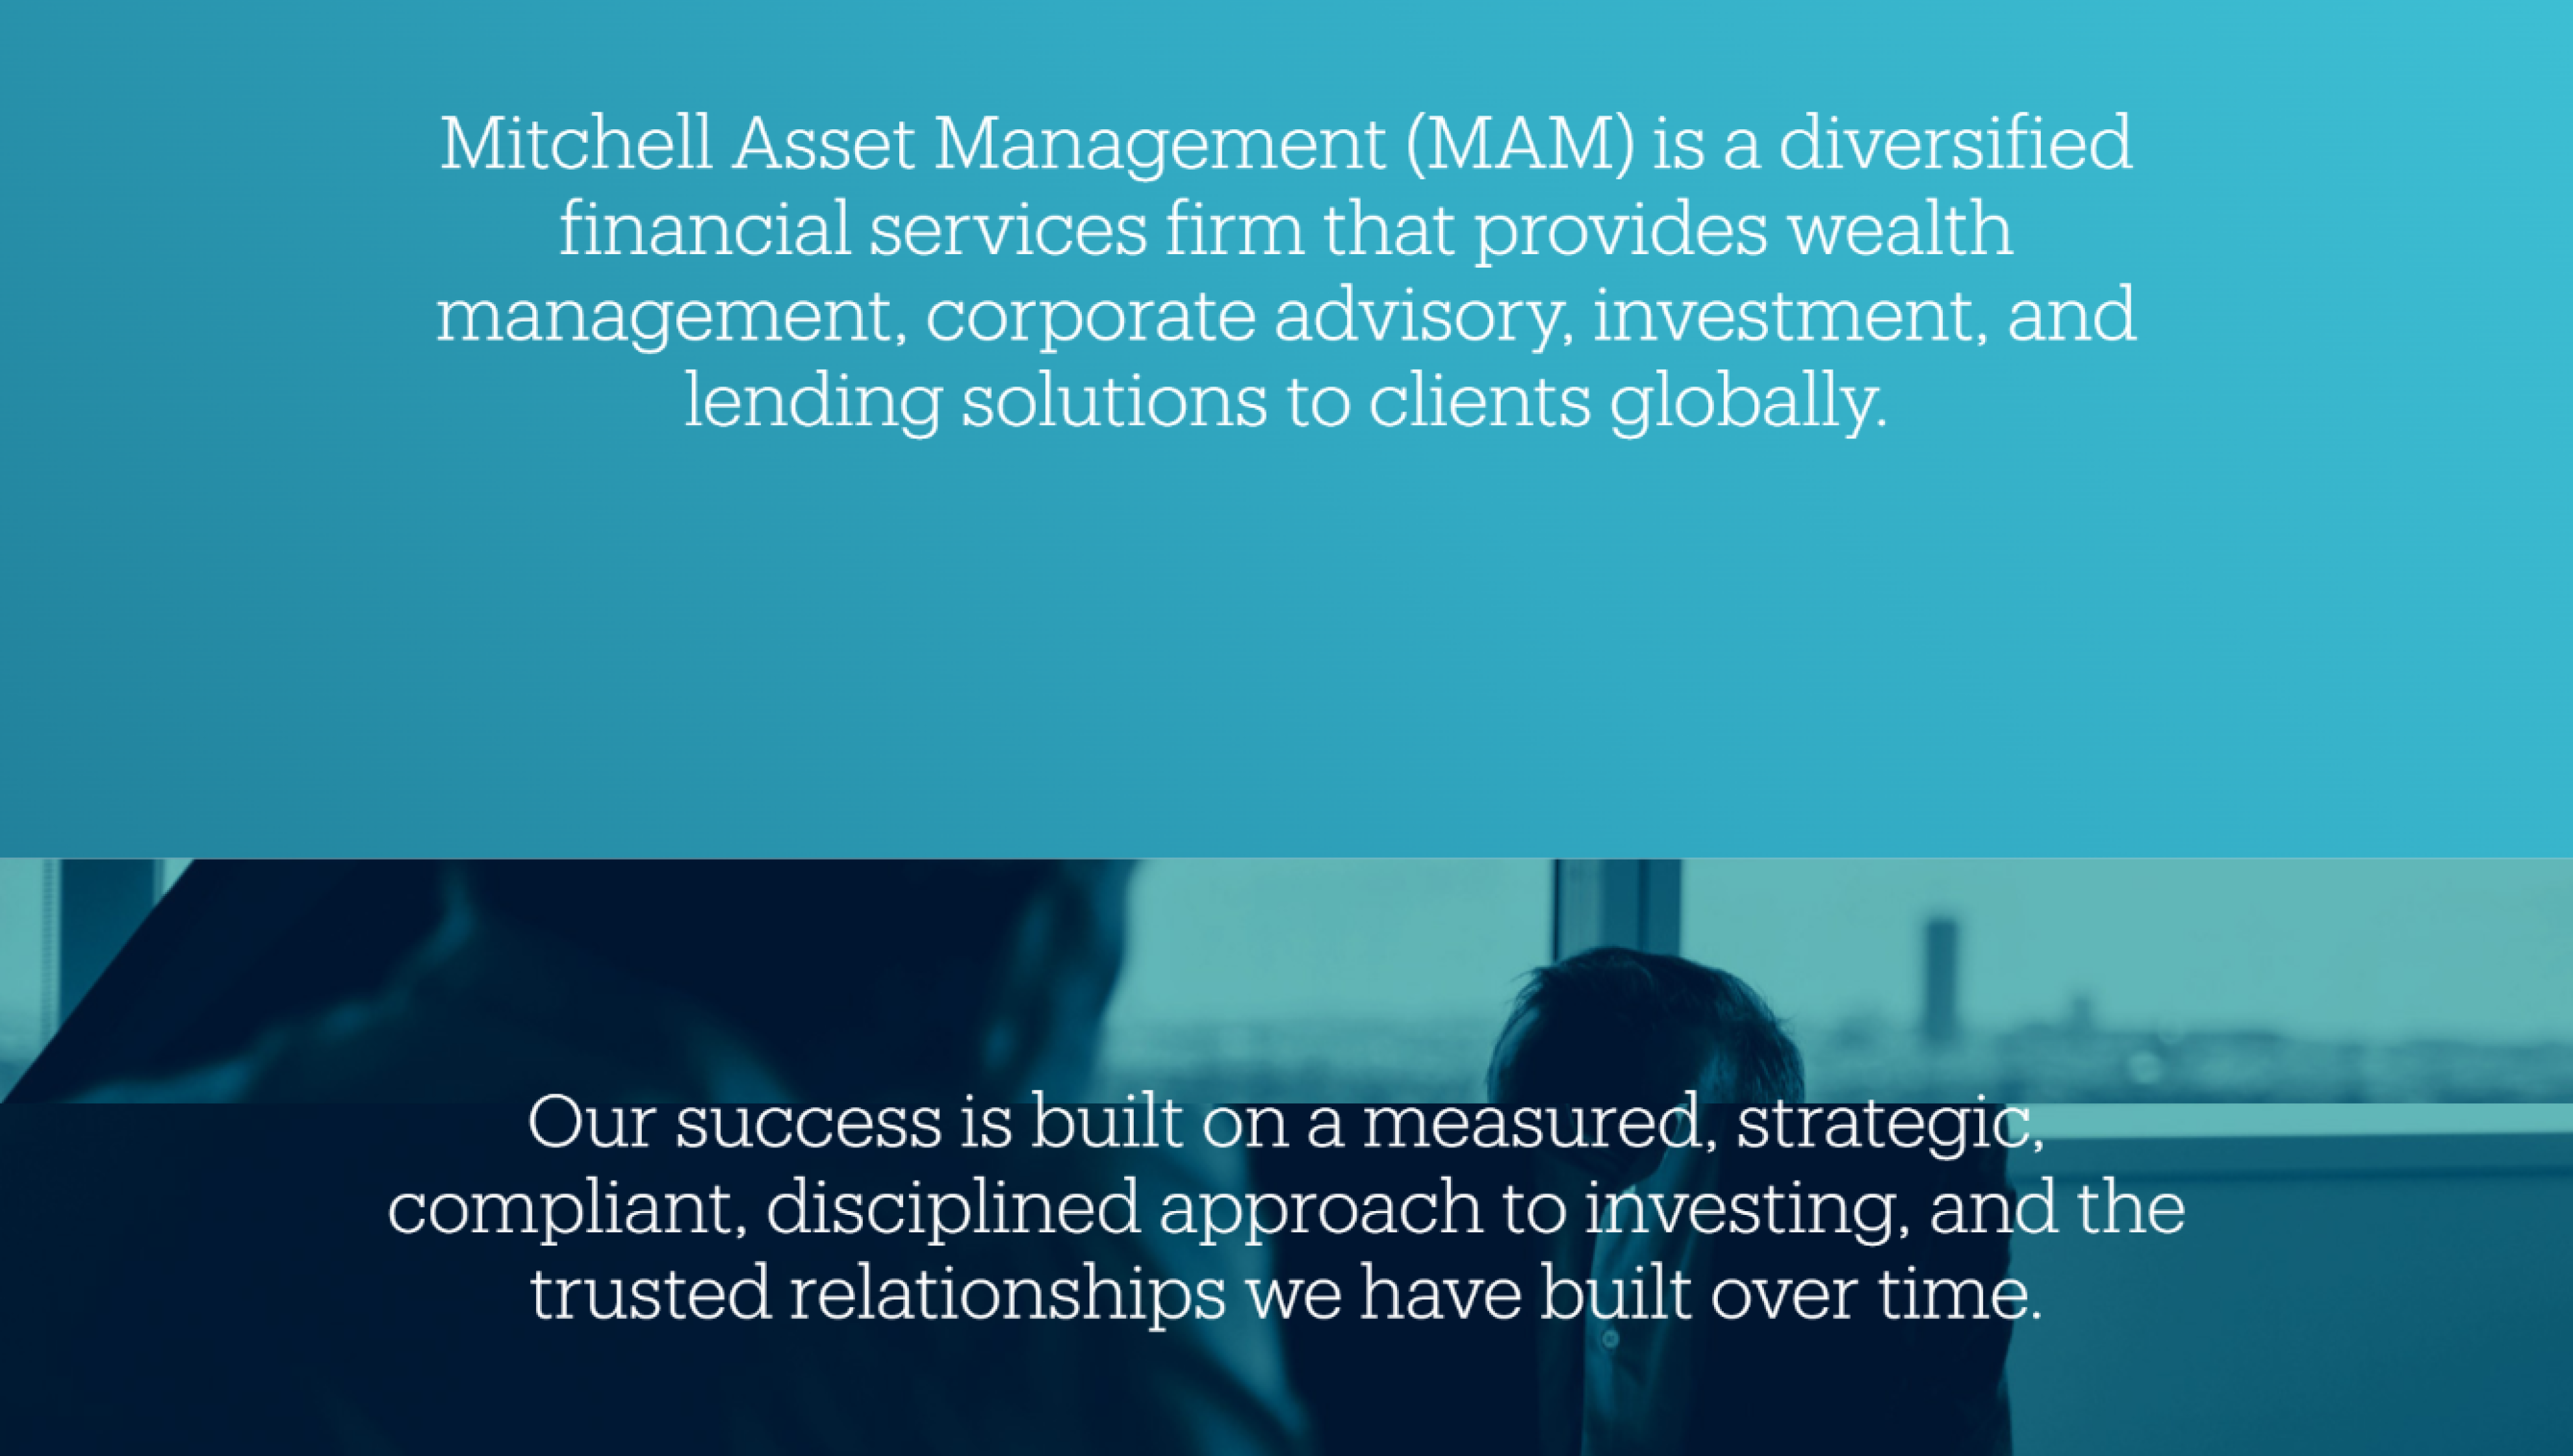 Mitchell Asset Management (MAM) is a diversified
financial services firm that provides wealth
management, corporate advisory, investment, and
lending solutions to clients globally.
Our success is built on a measured, strategic,
compliant, disciplined approach to investing, and the
trusted relationships we have built over time.